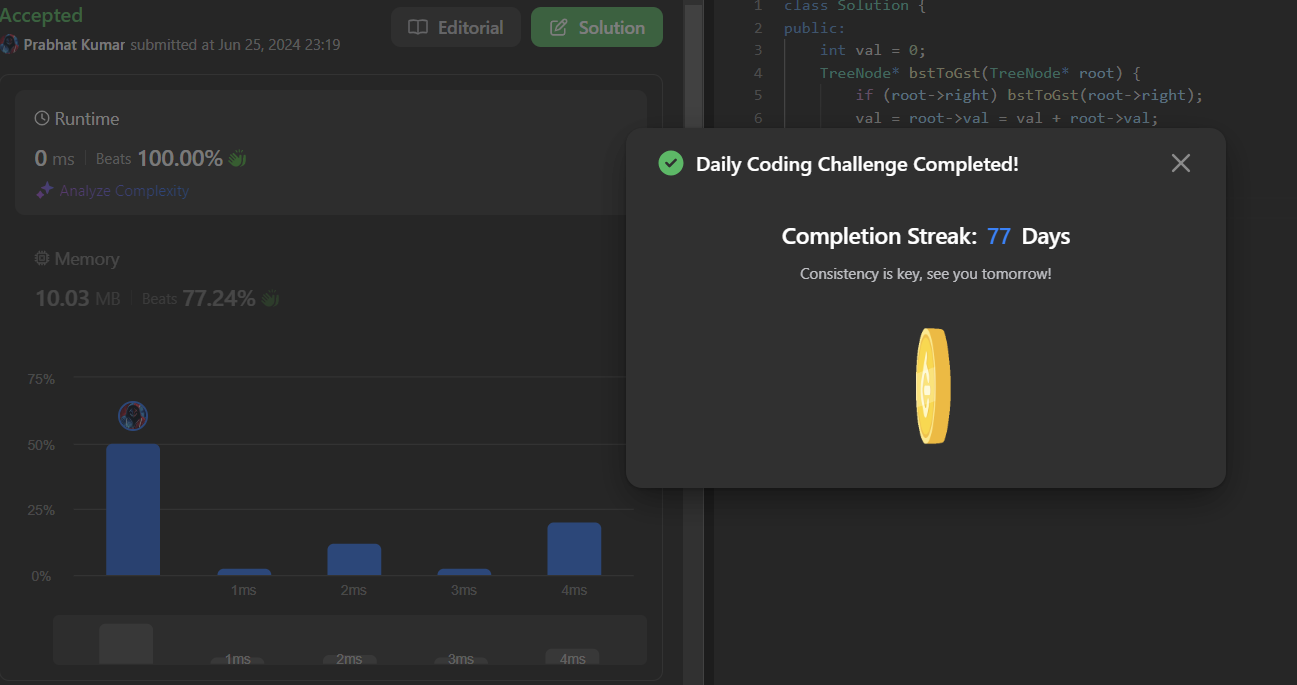 Accepted
Prabhat Kumar submitted at Jun 25, 2024 23:19
Editorial
Solution
Runtime
0 ms | Beats 100.00%
Analyze Complexity
Memory
10.03 MB | Beats 77.24%
75%
50%
25%
0%
1ms 2ms 3ms 4ms
1ms 2ms 3ms 4ms
1 class Solution {
2 public:
3 int val = 0;
4 TreeNode* bstToGst(TreeNode* root) {
5 if (root->right) bstToGst(root->right);
6 val = root->val = val + root->val;
Daily Coding Challenge Completed!
Completion Streak: 77 Days
Consistency is key, see you tomorrow!